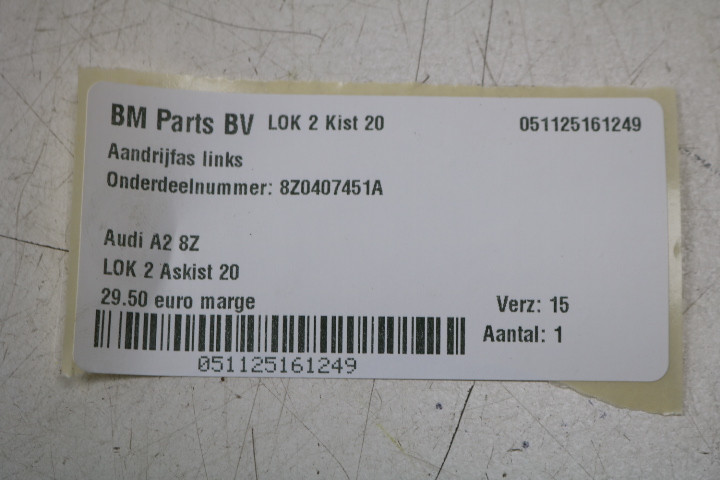 BM Parts BV LOK 2 Kist 20 051125161249
Aandrijfas links
Onderdeelnummer: 8Z0407451A
Audi A2 8Z
LOK 2 Askist 20
29.50 euro marge Verz: 15
Aantal: 1
051125161249